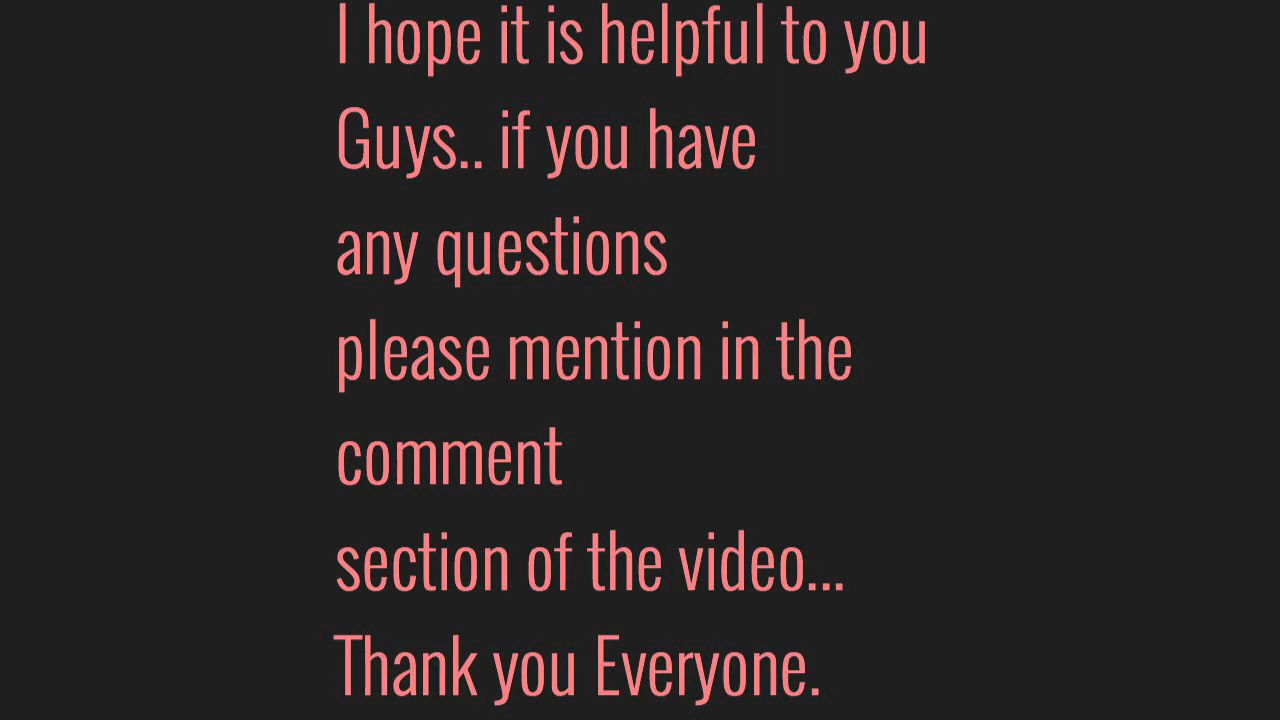 I hope it is helpful to you
Guys.. if you have
any questions
please mention in the
comment
section of the video...
Thank you Everyone.